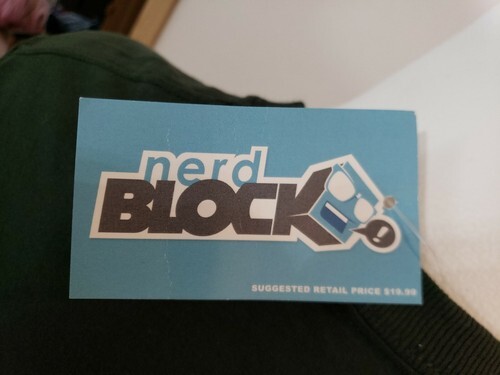 nerd
BLOCK
!
SUGGESTED RETAIL PRICE $19.99